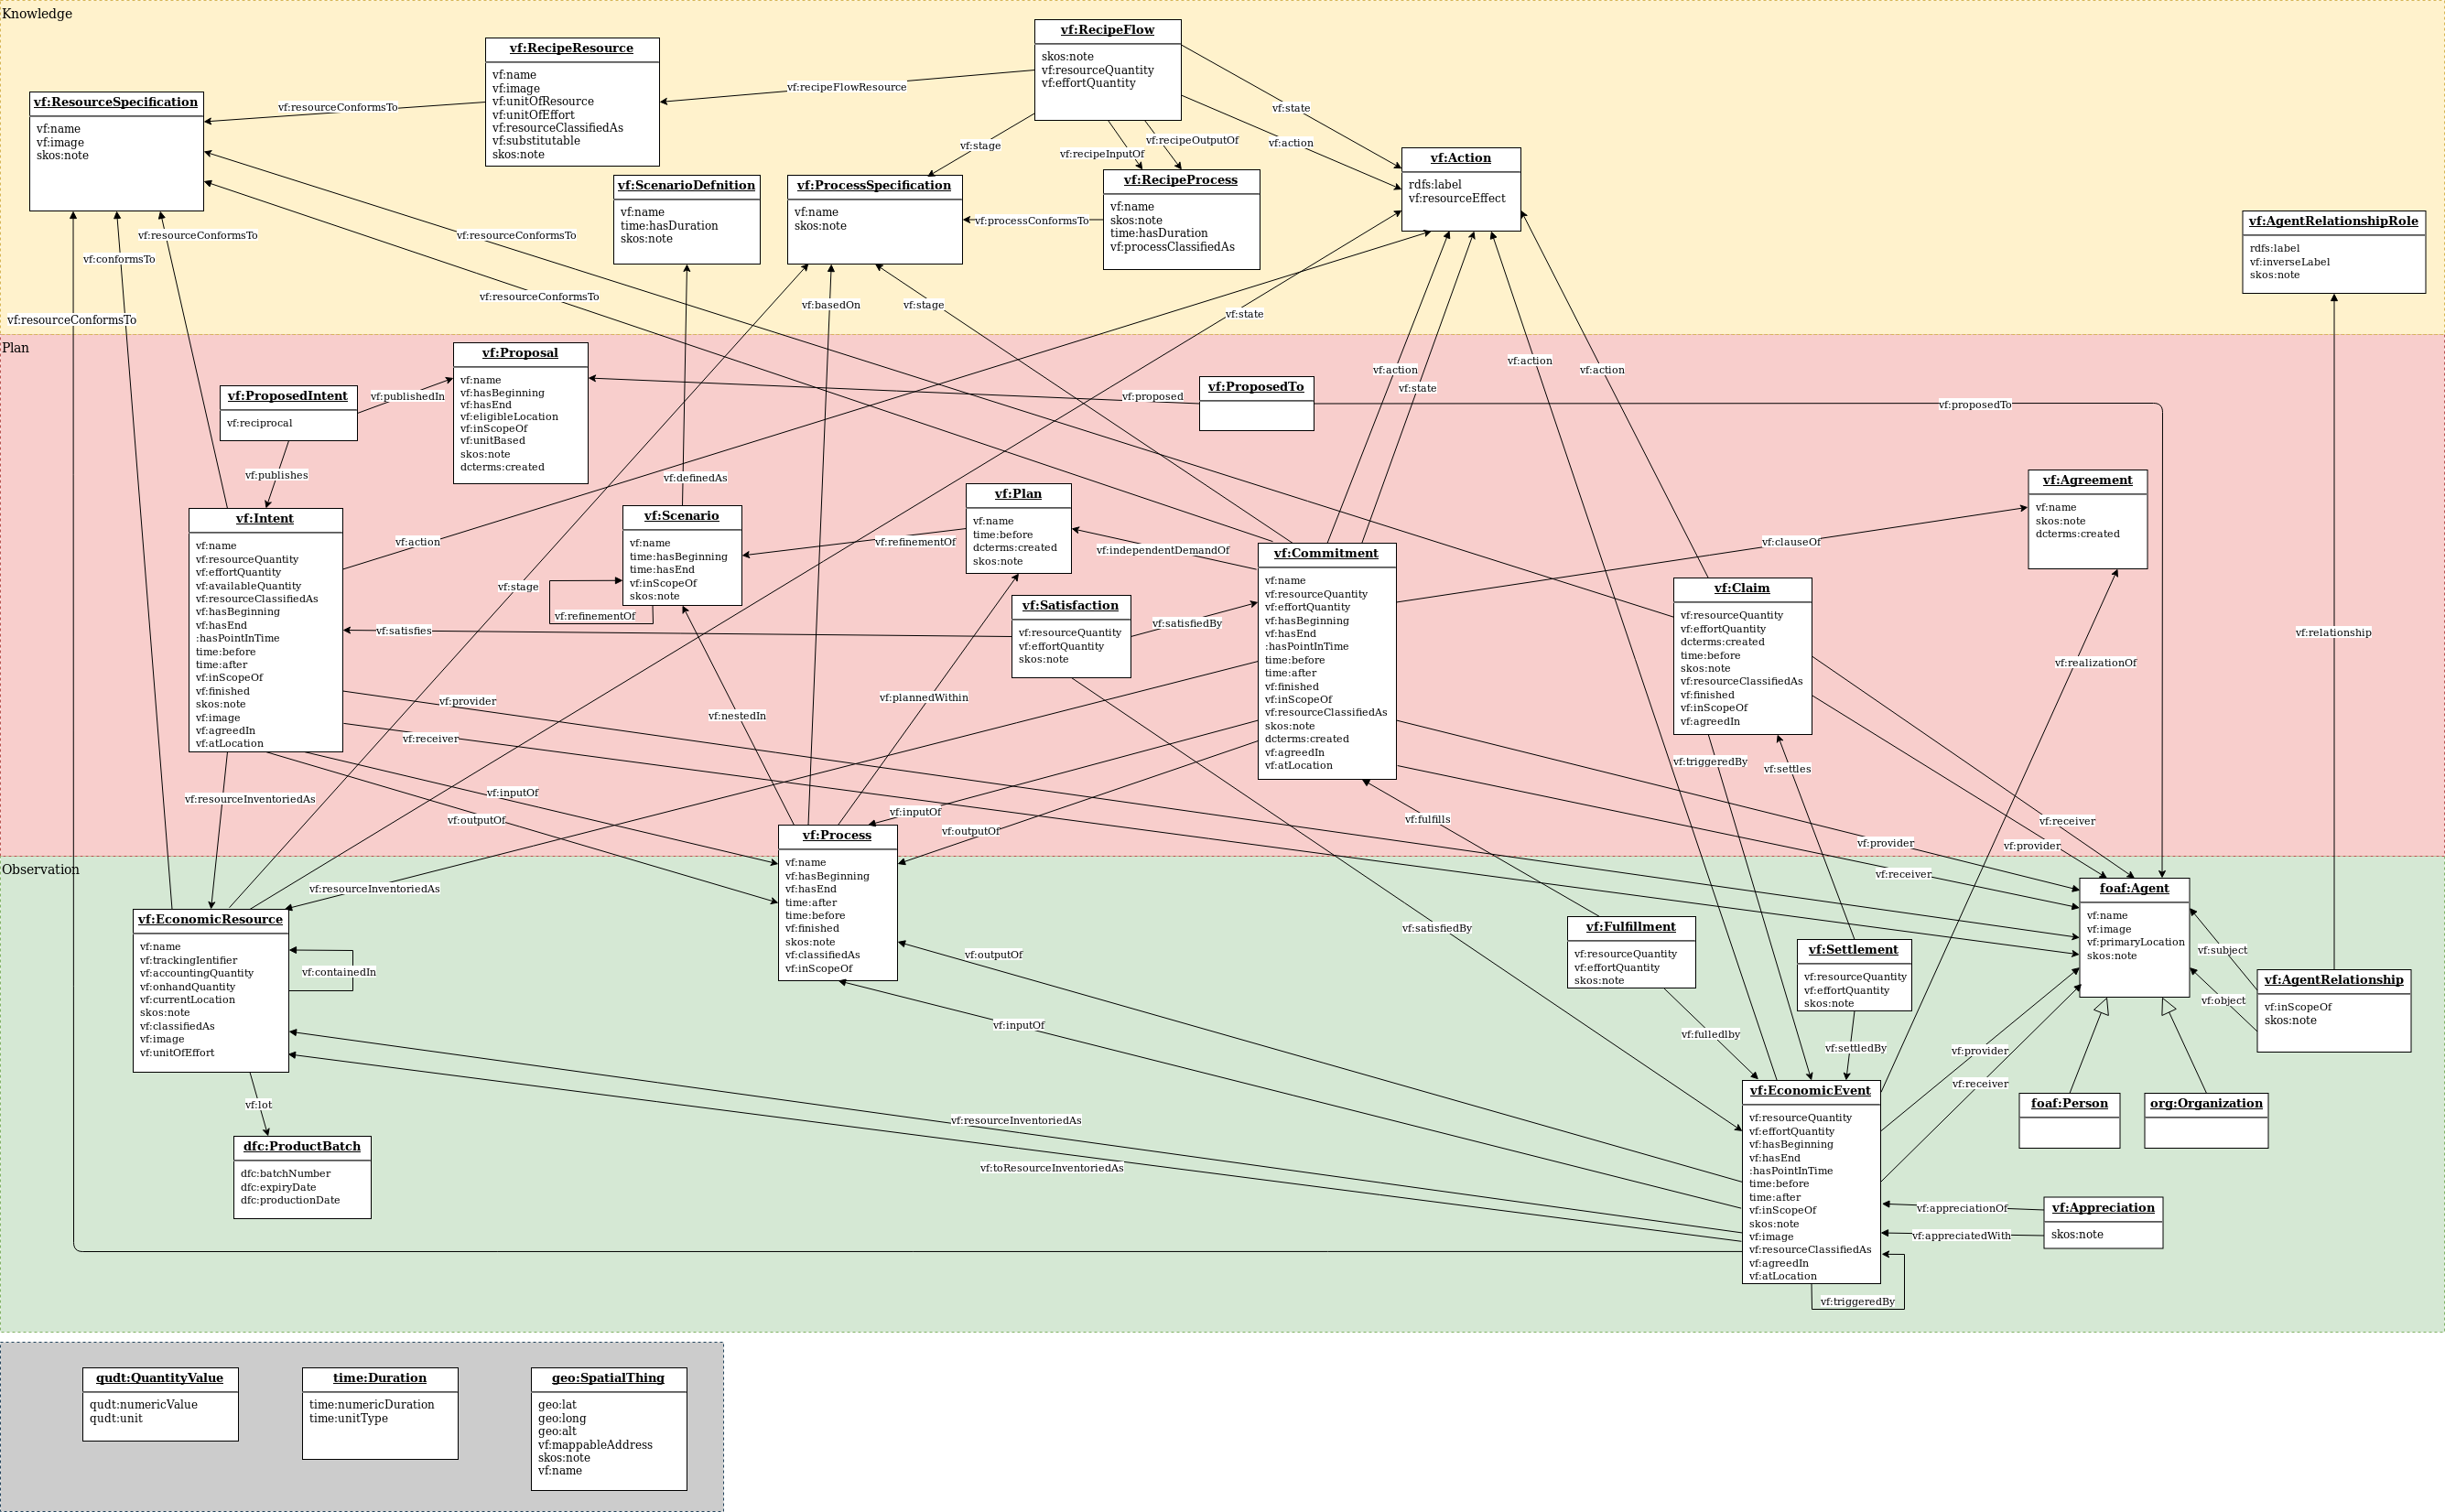 Knowledge
vf:RecipeFlow
skos:note
vf:resourceQuantity
vf:effortQuantity
vf:RecipeResource
vf:name
vf:image
vf:unitOfResource
vf:unitOfEffort
vf:resourceClassifiedAs
vf:substitutable
skos:note
vf:recipeFlowResource
vf:resourceConformsTo
vf:ResourceSpecification
vf:name
vf:image
skos:note
vf:state
vf:action
vf:stage
vf:recipeInputOf
vf:recipeOutputOf
vf:Action
rdfs:label
vf:resourceEffect
vf:ScenarioDefnition
vf:name
time:hasDuration
skos:note
vf:ProcessSpecification
vf:name
skos:note
vf:processConformsTo
vf:RecipeProcess
vf:name
skos:note
time:hasDuration
vf:processClassifiedAs
vf:AgentRelationshipRole
rdfs:label
vf:inverseLabel
skos:note
vf:resourceConformsTo
vf:conformsTo
vf:resourceConformsTo
vf:resourceConformsTo
vf:resourceConformsTo
vf:basedOn
vf:stage
vf:state
Plan
vf:Proposal
vf:name
vf:hasBeginning
vf:hasEnd
vf:eligibleLocation
vf:inScopeOf
vf:unitBased
skos:note
dcterms:created
vf:ProposedIntent
vf:reciprocal
vf:publishedIn
vf:publishes
vf:proposed
vf:ProposedTo
vf:proposedTo
vf:action
vf:state
vf:action
vf:action
vf:definedAs
vf:Agreement
vf:name
skos:note
dcterms:created
vf:Intent
vf:name
vf:resourceQuantity
vf:effortQuantity
vf:availableQuantity
vf:resourceClassifiedAs
vf:hasBeginning
vf:hasEnd
:hasPointInTime
time:before
time:after
vf:inScopeOf
vf:finished
skos:note
vf:image
vf:agreedIn
vf:atLocation
vf:action
vf:stage
vf:Scenario
vf:name
time:hasBeginning
time:hasEnd
vf:inScopeOf
skos:note
vf:refinementOf
vf:refinementOf
vf:Plan
vf:name
time:before
dcterms:created
skos:note
vf:independentDemandOf
vf:Satisfaction
vf:resourceQuantity
vf:effortQuantity
skos:note
vf:satisfies
vf:satisfiedBy
vf:Commitment
vf:name
vf:resourceQuantity
vf:effortQuantity
vf:hasBeginning
vf:hasEnd
:hasPointInTime
time:before
time:after
vf:finished
vf:inScopeOf
vf:resourceClassifiedAs
skos:note
dcterms:created
vf:agreedIn
vf:atLocation
vf:clauseOf
vf:Claim
vf:resourceQuantity
vf:effortQuantity
dcterms:created
time:before
skos:note
vf:resourceClassifiedAs
vf:finished
vf:inScopeOf
vf:agreedIn
vf:relationship
vf:realizationOf
vf:provider
vf:receiver
vf:nestedIn
vf:plannedWithin
vf:triggeredBy
vf:settles
vf:resourceInventoriedAs
vf:inputOf
vf:outputOf
vf:inputOf
vf:outputOf
vf:fulfills
vf:receiver
vf:provider
vf:provider
vf:receiver
vf:Process
vf:name
vf:hasBeginning
vf:hasEnd
time:after
time:before
vf:finished
skos:note
vf:classifiedAs
vf:inScopeOf
Observation
vf:resourceInventoriedAs
vf:EconomicResource
vf:name
vf:trackingIentifier
vf:accountingQuantity
vf:onhandQuantity
vf:currentLocation
skos:note
vf:classifiedAs
vf:image
vf:unitOfEffort
vf:containedIn
vf:lot
dfc:ProductBatch
dfc:batchNumber
dfc:expiryDate
dfc:productionDate
vf:outputOf
vf:inputOf
vf:resourceInventoriedAs
vf:toResourceInventoriedAs
vf:satisfiedBy
vf:Fulfillment
vf:resourceQuantity
vf:effortQuantity
skos:note
vf:fulledlby
vf:Settlement
vf:resourceQuantity
vf:effortQuantity
skos:note
vf:settledBy
foaf:Agent
vf:name
vf:image
vf:primaryLocation
skos:note
vf:subject
vf:object
vf:AgentRelationship
vf:inScopeOf
skos:note
vf:provider
vf:receiver
foaf:Person
org:Organization
vf:EconomicEvent
vf:resourceQuantity
vf:effortQuantity
vf:hasBeginning
vf:hasEnd
:hasPointInTime
time:before
time:after
vf:inScopeOf
skos:note
vf:image
vf:resourceClassifiedAs
vf:agreedIn
vf:atLocation
vf:triggeredBy
vf:appreciationOf
vf:appreciatedWith
vf:Appreciation
skos:note
qudt:QuantityValue
qudt:numericValue
qudt:unit
time:Duration
time:numericDuration
time:unitType
geo:SpatialThing
geo:lat
geo:long
geo:alt
vf:mappableAddress
skos:note
vf:name